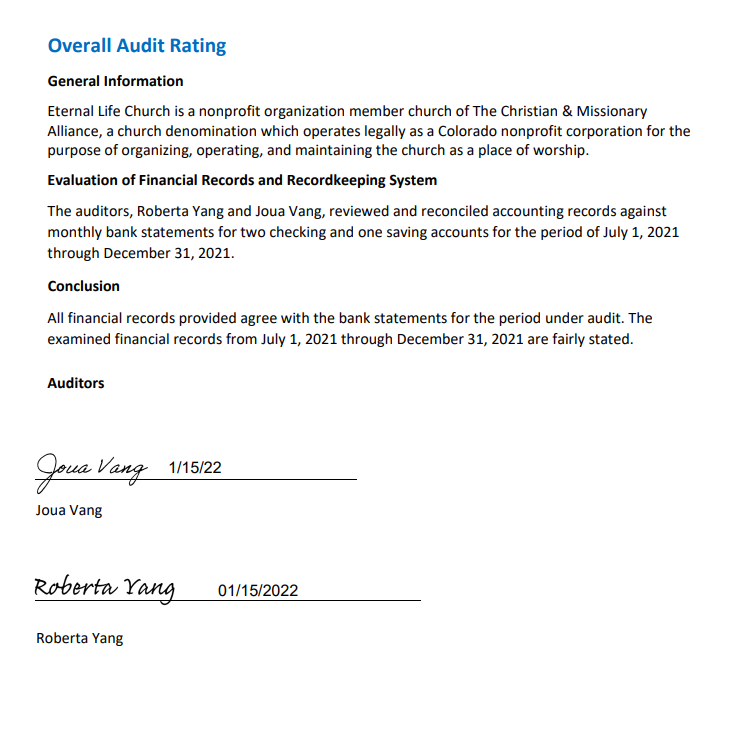 Overall Audit Rating
General Information
Eternal Life Church is a nonprofit organization member church of The Christian & Missionary
Alliance, a church denomination which operates legally as a Colorado nonprofit corporation for the
purpose of organizing, operating, and maintaining the church as a place of worship.
Evaluation of Financial Records and Recordkeeping System
The auditors, Roberta Yang and Joua Vang, reviewed and reconciled accounting records against
monthly bank statements for two checking and one saving accounts for the period of July 1, 2021
through December 31, 2021.
Conclusion
All financial records provided agree with the bank statements for the period under audit. The
examined financial records from July 1, 2021 through December 31, 2021 are fairly stated.
Auditors
Joua Vang 1/15/22
Joua Vang
Roberta Yang 01/15/2022
Roberta Yang